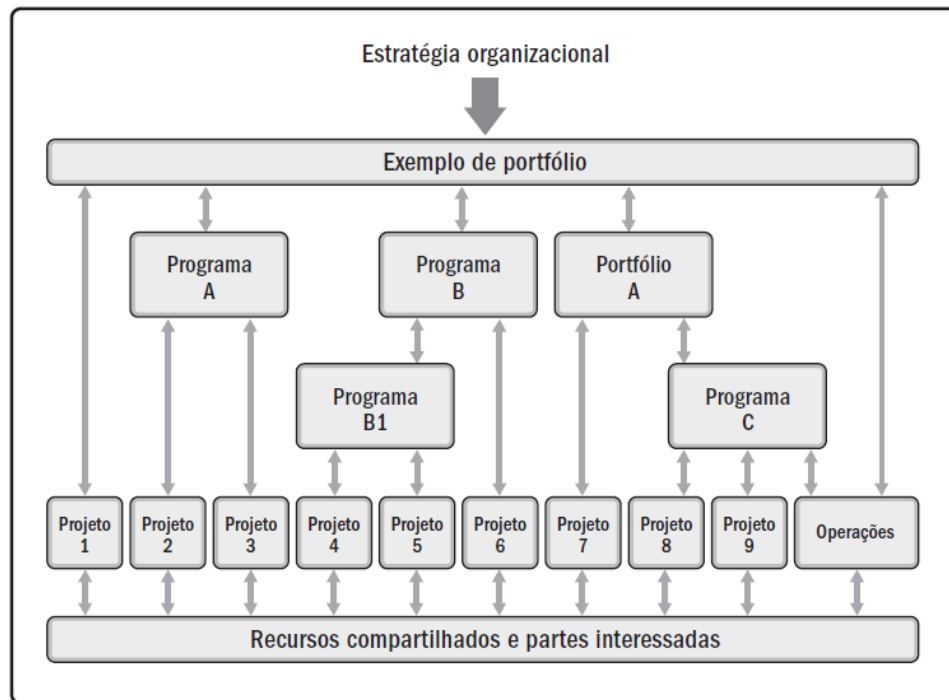 Estratégia organizacional
Exemplo de portfólio
Programa
A
Programa
B
Portfólio
A
Programa
B1
Programa
C
Projeto
1
Projeto
2
Projeto
3
Projeto
4
Projeto
5
Projeto
6
Projeto
7
Projeto
8
Projeto
9
Operações
Recursos compartilhados e partes interessadas